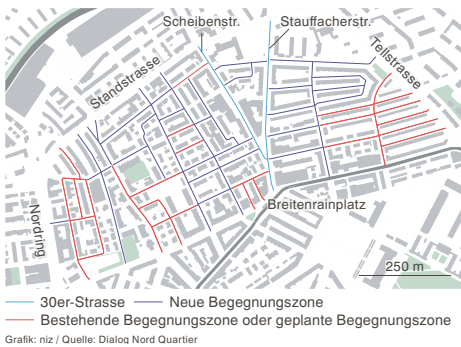 Scheibenstr.
Stauffacherstr.
Standstrasse
Tellstrasse
Nordring
Breitenrainplatz
250 m
30er-Strasse
Neue Begegnungszone
Bestehende Begegnungszone oder geplante Begegnungszone
Grafik: niz / Quelle: Dialog Nord Quartier